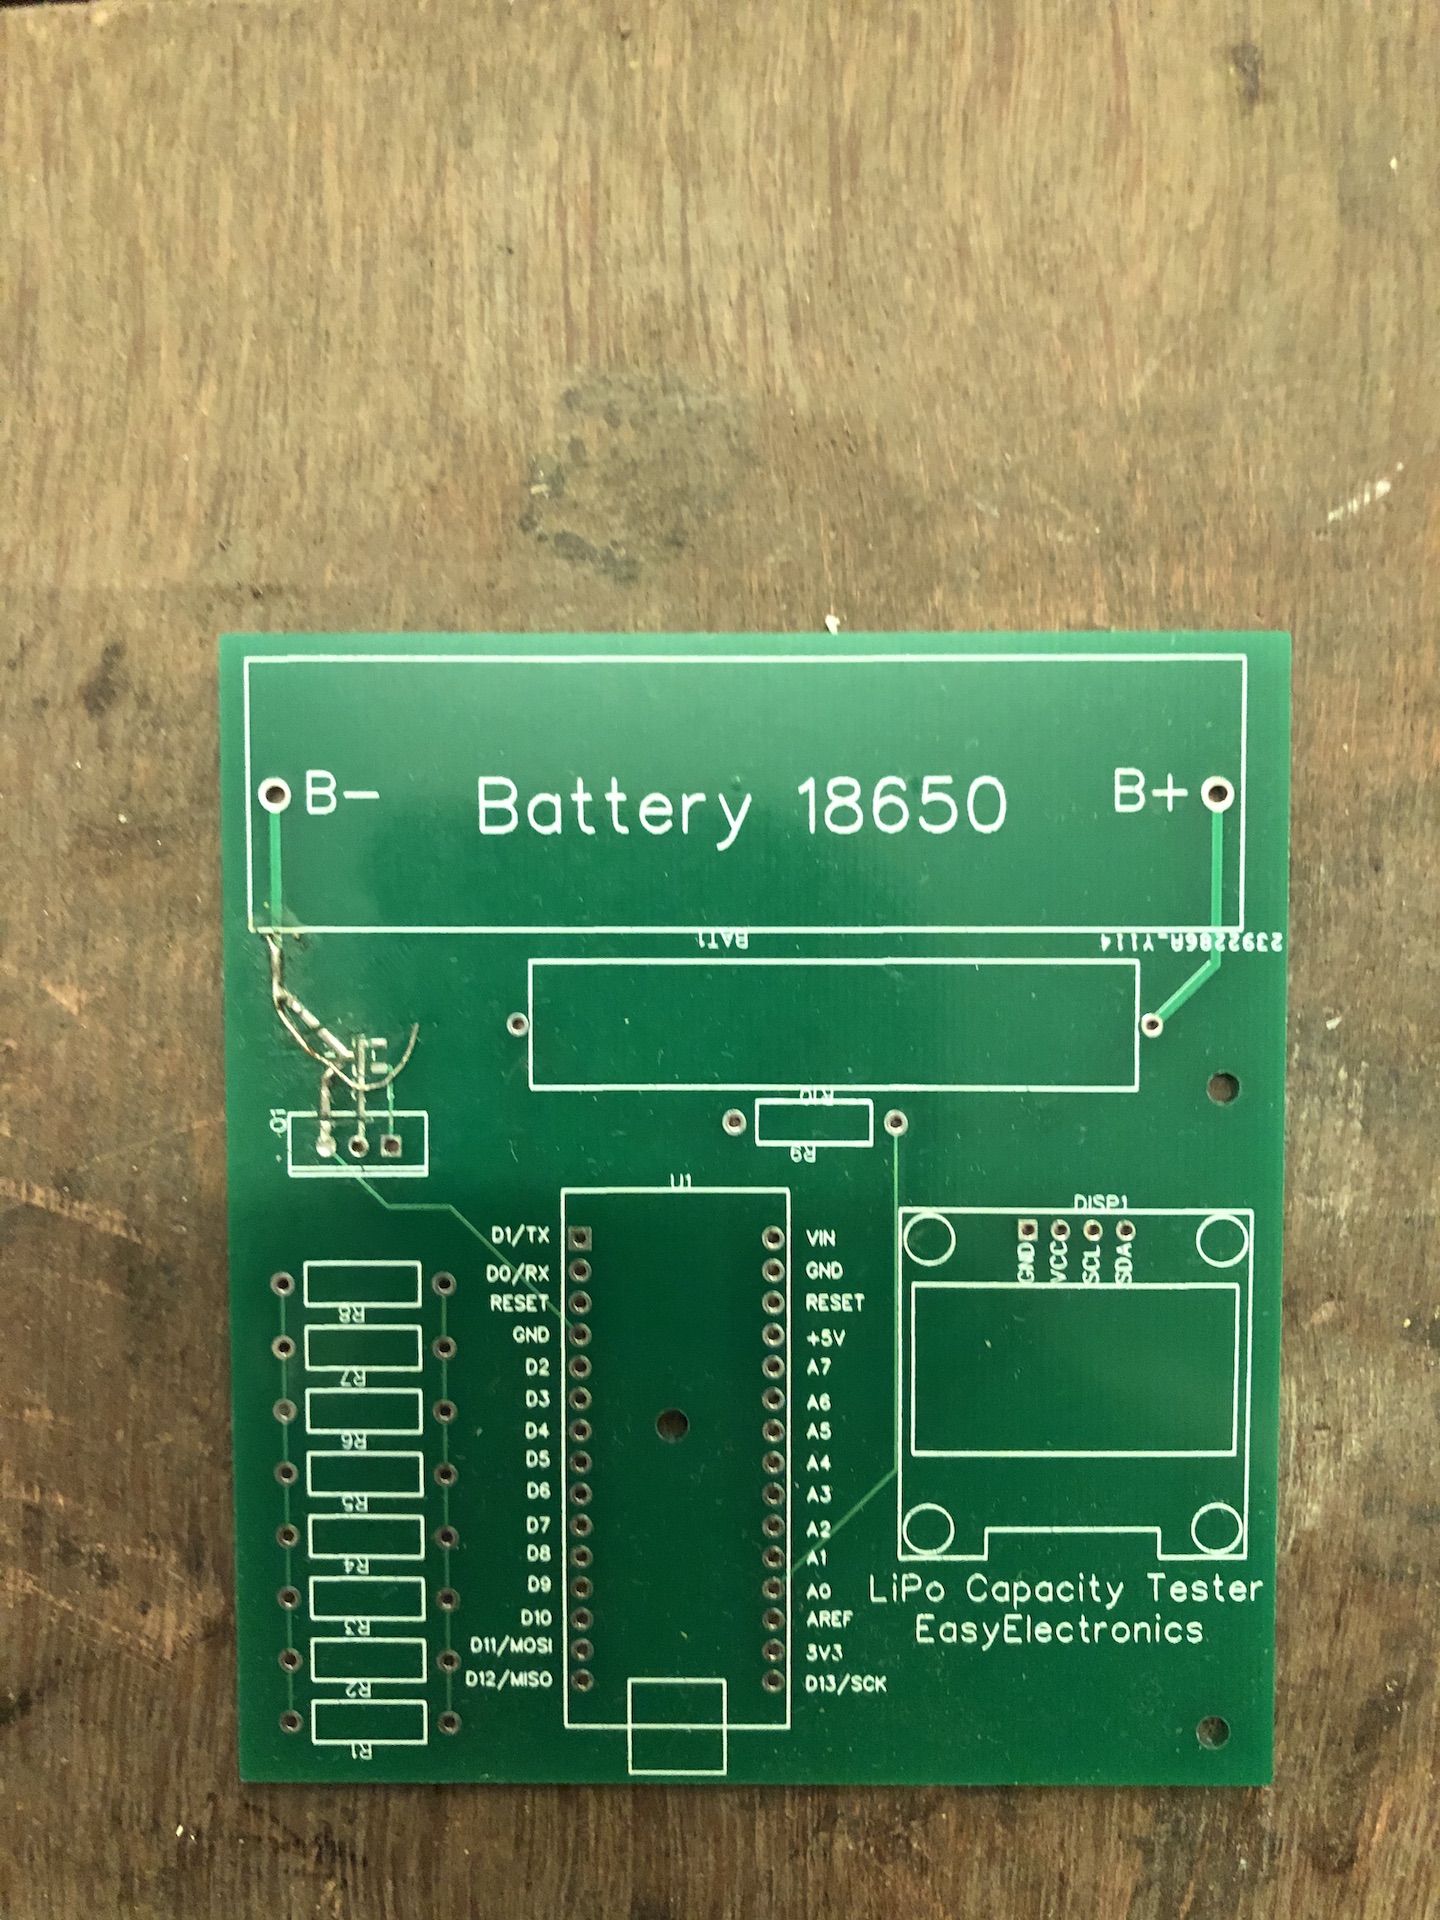 B- Battery 18650 B+
BAT1
2392286A_Y114
R10
Q1
R9
U1
DISP1
D1/TX VIN
GND VCC SCL SDA
D0/RX GND
RESET RESET
GND +5V
D2 A7
D3 A6
D4 A5
D5 A4
D6 A3
D7 A2
D8 A1
D9 A0
D10 AREF
D11/MOSI 3V3
D12/MISO D13/SCK
R8
R7
R6
R5
R4
R3
R2
R1
LiPo Capacity Tester
EasyElectronics